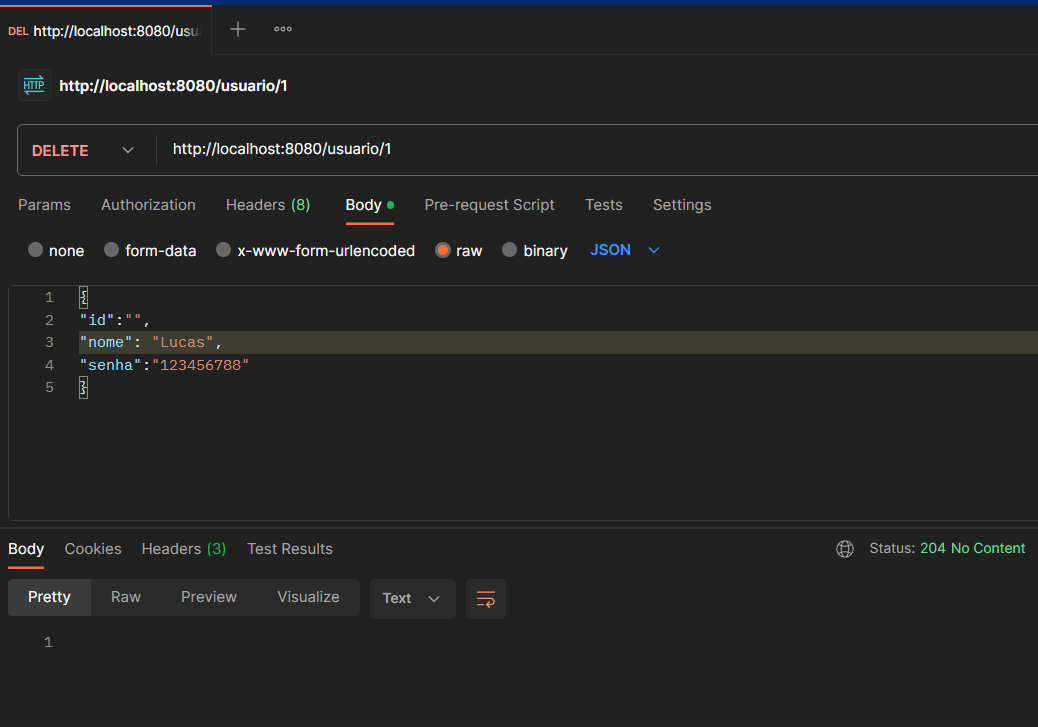 DEL http://localhost:8080/usu
HTTP http://localhost:8080/usuario/1
DELETE http://localhost:8080/usuario/1
Params Authorization Headers (8) Body Pre-request Script Tests Settings
none form-data x-www-form-urlencoded raw binary JSON
1 {
2 "id":"",
3 "nome": "Lucas",
4 "senha":"123456788"
5 }
Body Cookies Headers (3) Test Results Status: 204 No Content
Pretty Raw Preview Visualize Text
1